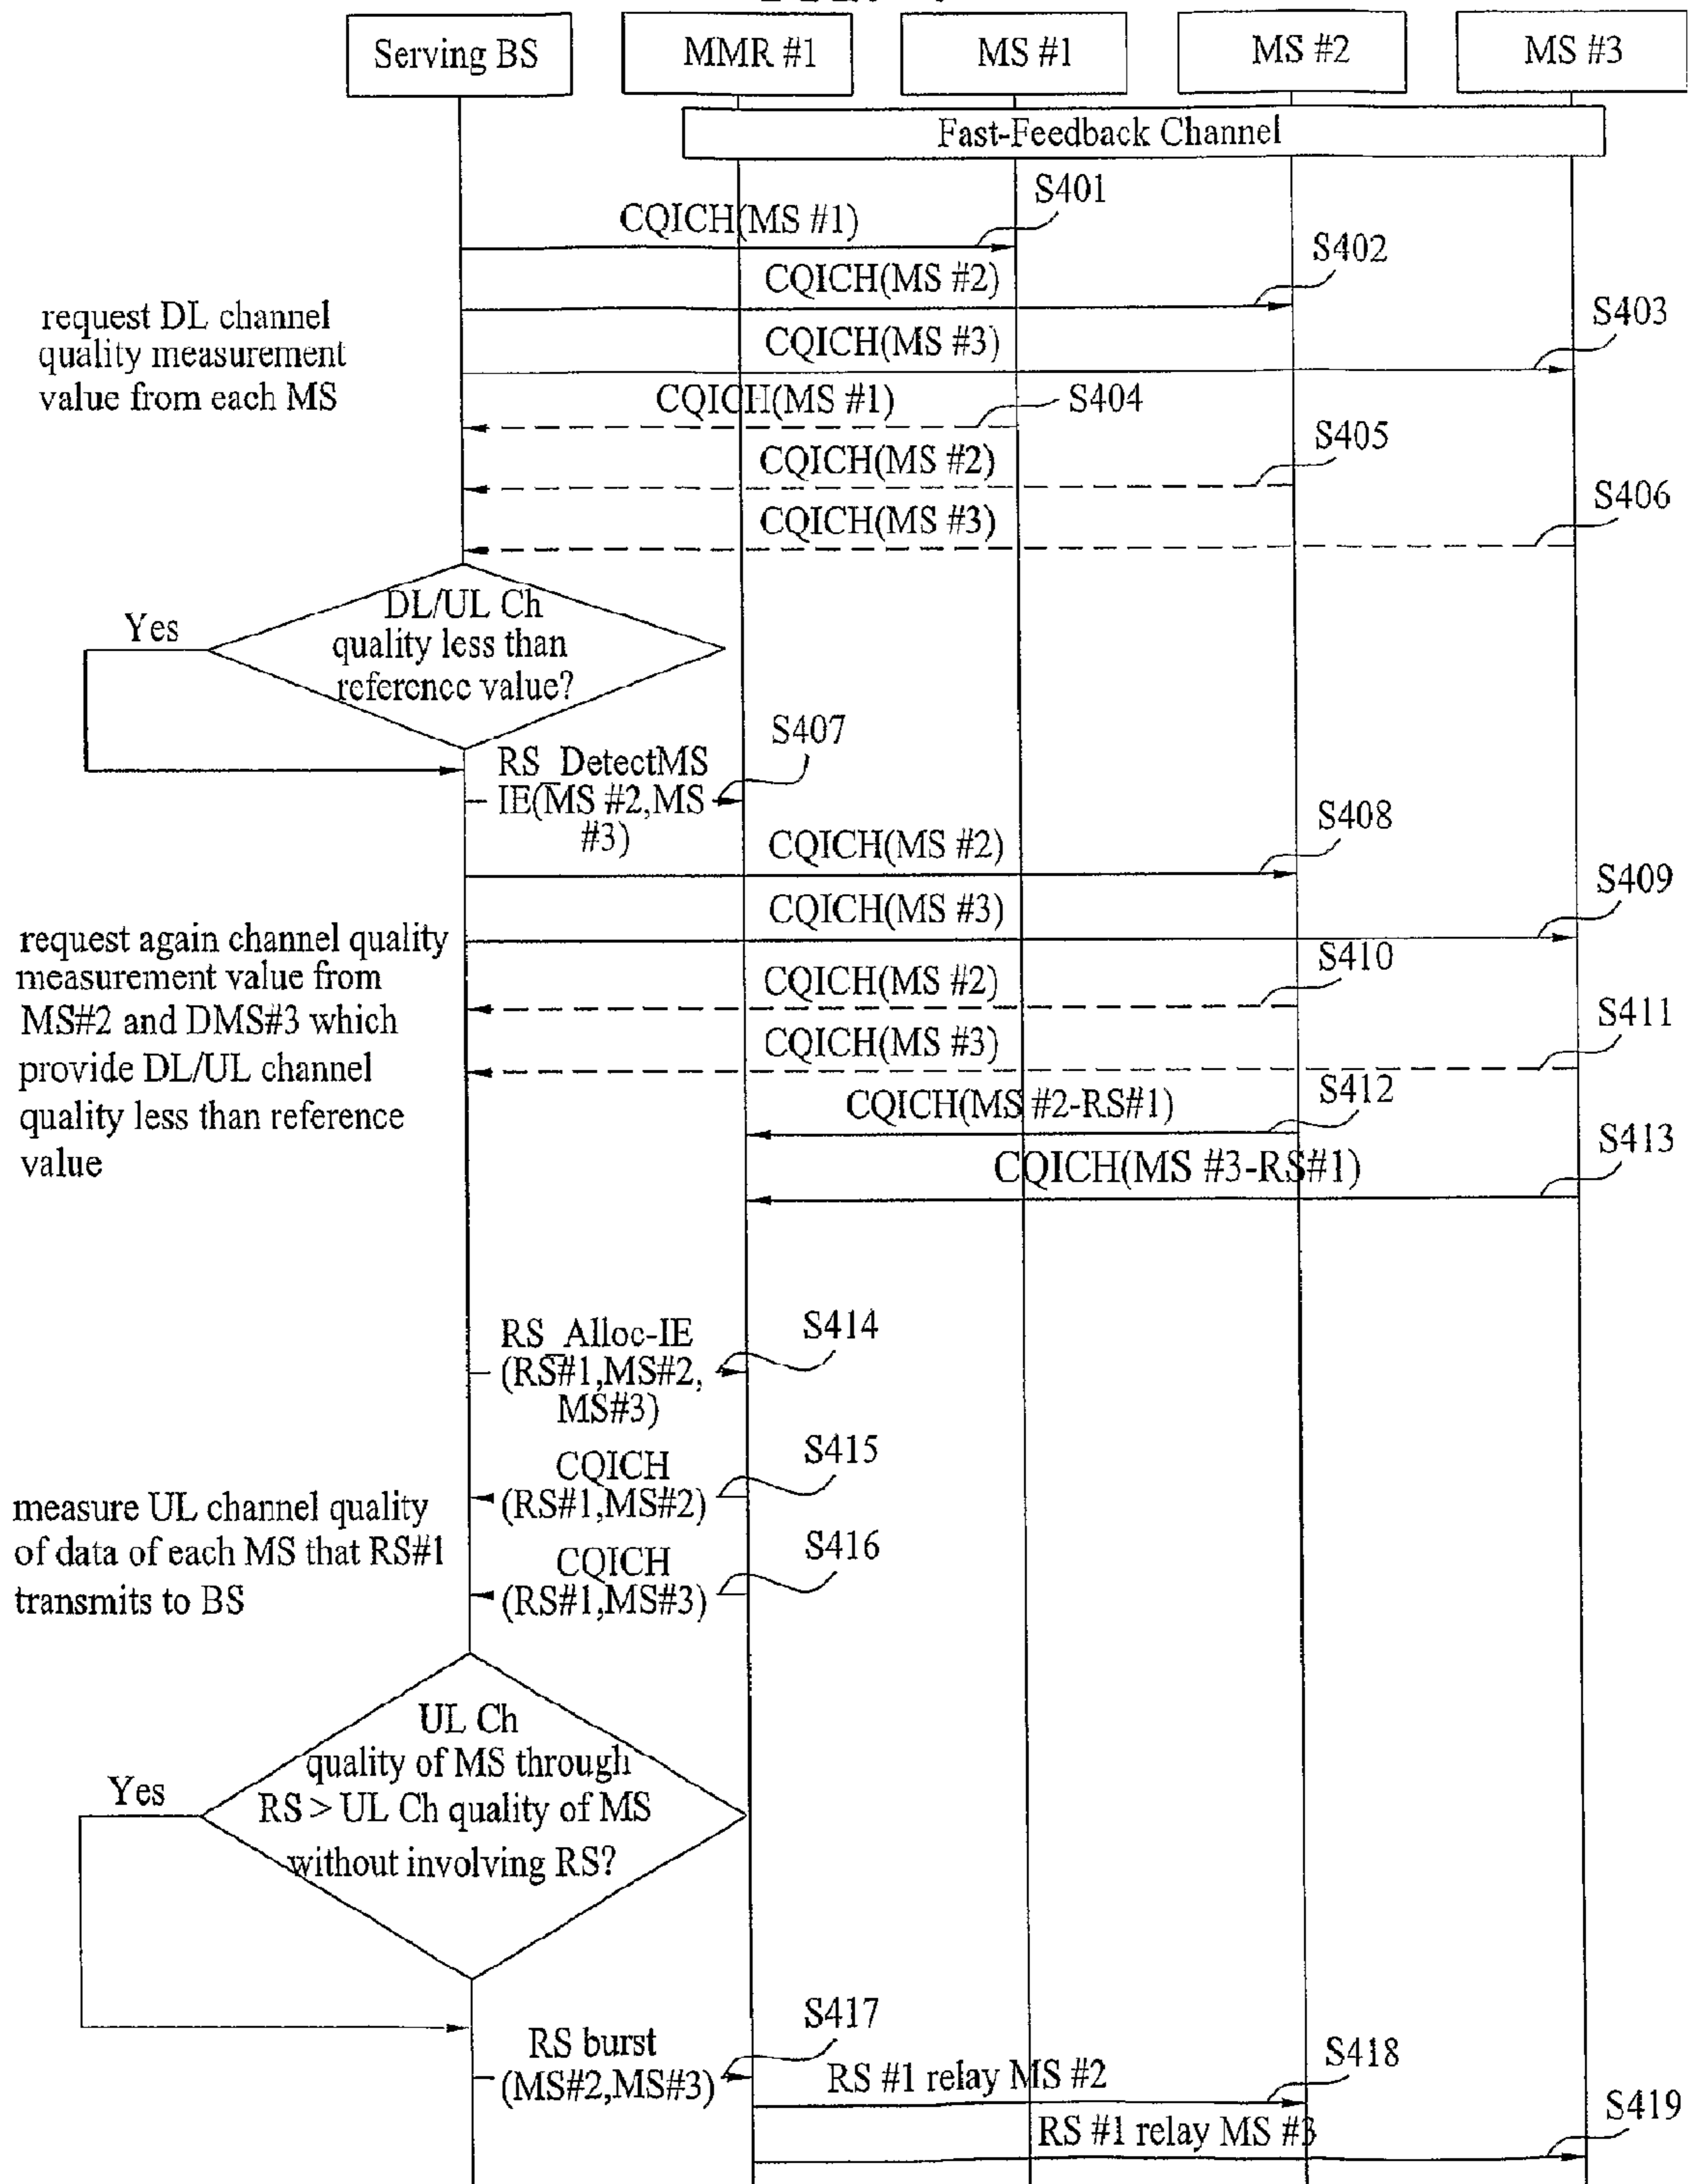 Serving BS
MMR #1
MS #1
MS #2
MS #3
Fast-Feedback Channel
S401
CQICH(MS #1)
S402
CQICH(MS #2)
S403
CQICH(MS #3)
request DL channel
quality measurement
value from each MS
CQICH(MS #1)
S404
S405
CQICH(MS #2)
S406
CQICH(MS #3)
DL/UL Ch
quality less than
reference value?
Yes
S407
RS_DetectMS
IE(MS #2,MS
#3)
S408
CQICH(MS #2)
S409
CQICH(MS #3)
request again channel quality
measurement value from
MS#2 and DMS#3 which
provide DL/UL channel
quality less than reference
value
S410
CQICH(MS #2)
S411
CQICH(MS #3)
S412
CQICH(MS #2-RS#1)
S413
CQICH(MS #3-RS#1)
S414
RS_Alloc-IE
(RS#1,MS#2,
MS#3)
S415
CQICH
(RS#1,MS#2)
S416
CQICH
(RS#1,MS#3)
measure UL channel quality
of data of each MS that RS#1
transmits to BS
UL Ch
quality of MS through
RS > UL Ch quality of MS
without involving RS?
Yes
S417
RS burst
(MS#2,MS#3)
S418
RS #1 relay MS #2
S419
RS #1 relay MS #3